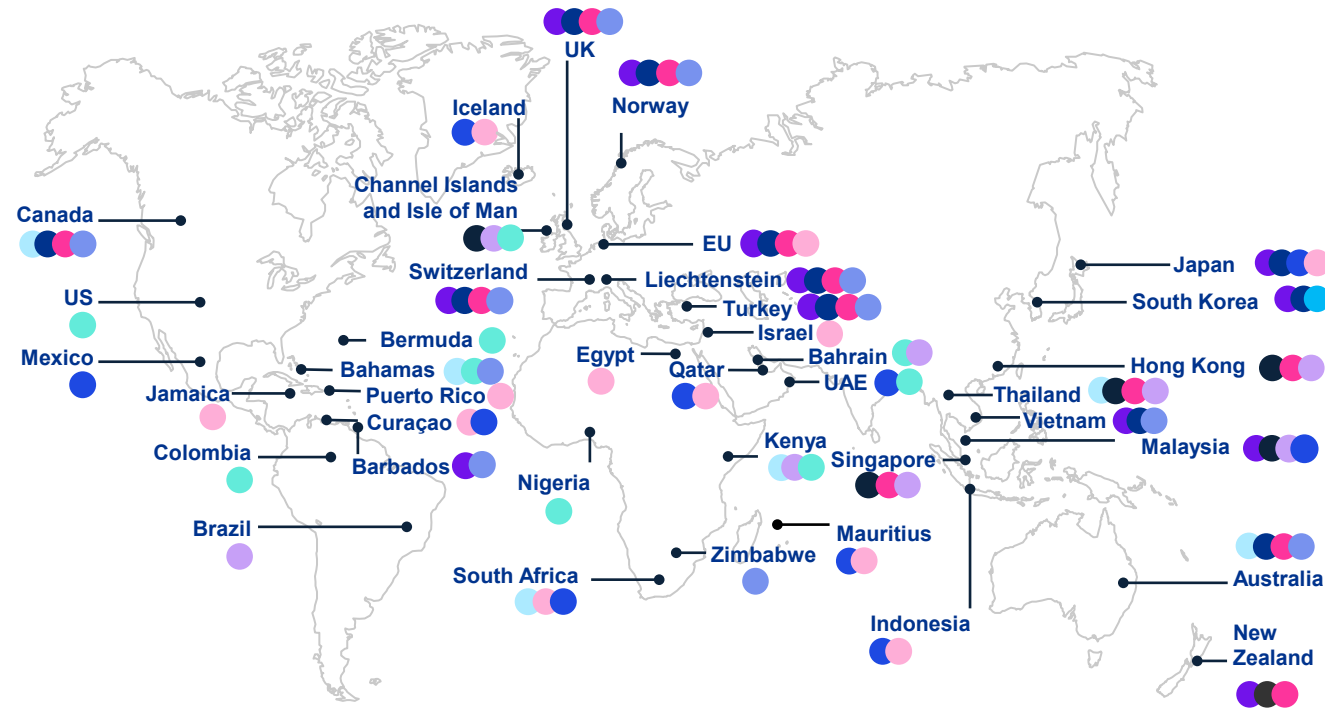 UK
Norway
Iceland
Channel Islands
and Isle of Man
Canada
EU
Japan
Switzerland
Liechtenstein
US
South Korea
Turkey
Israel
Bermuda
Egypt
Bahrain
Mexico
Bahamas
Qatar
Hong Kong
UAE
Jamaica
Puerto Rico
Thailand
Curaçao
Vietnam
Kenya
Malaysia
Colombia
Barbados
Singapore
Nigeria
Brazil
Mauritius
Zimbabwe
South Africa
Australia
Indonesia
New
Zealand